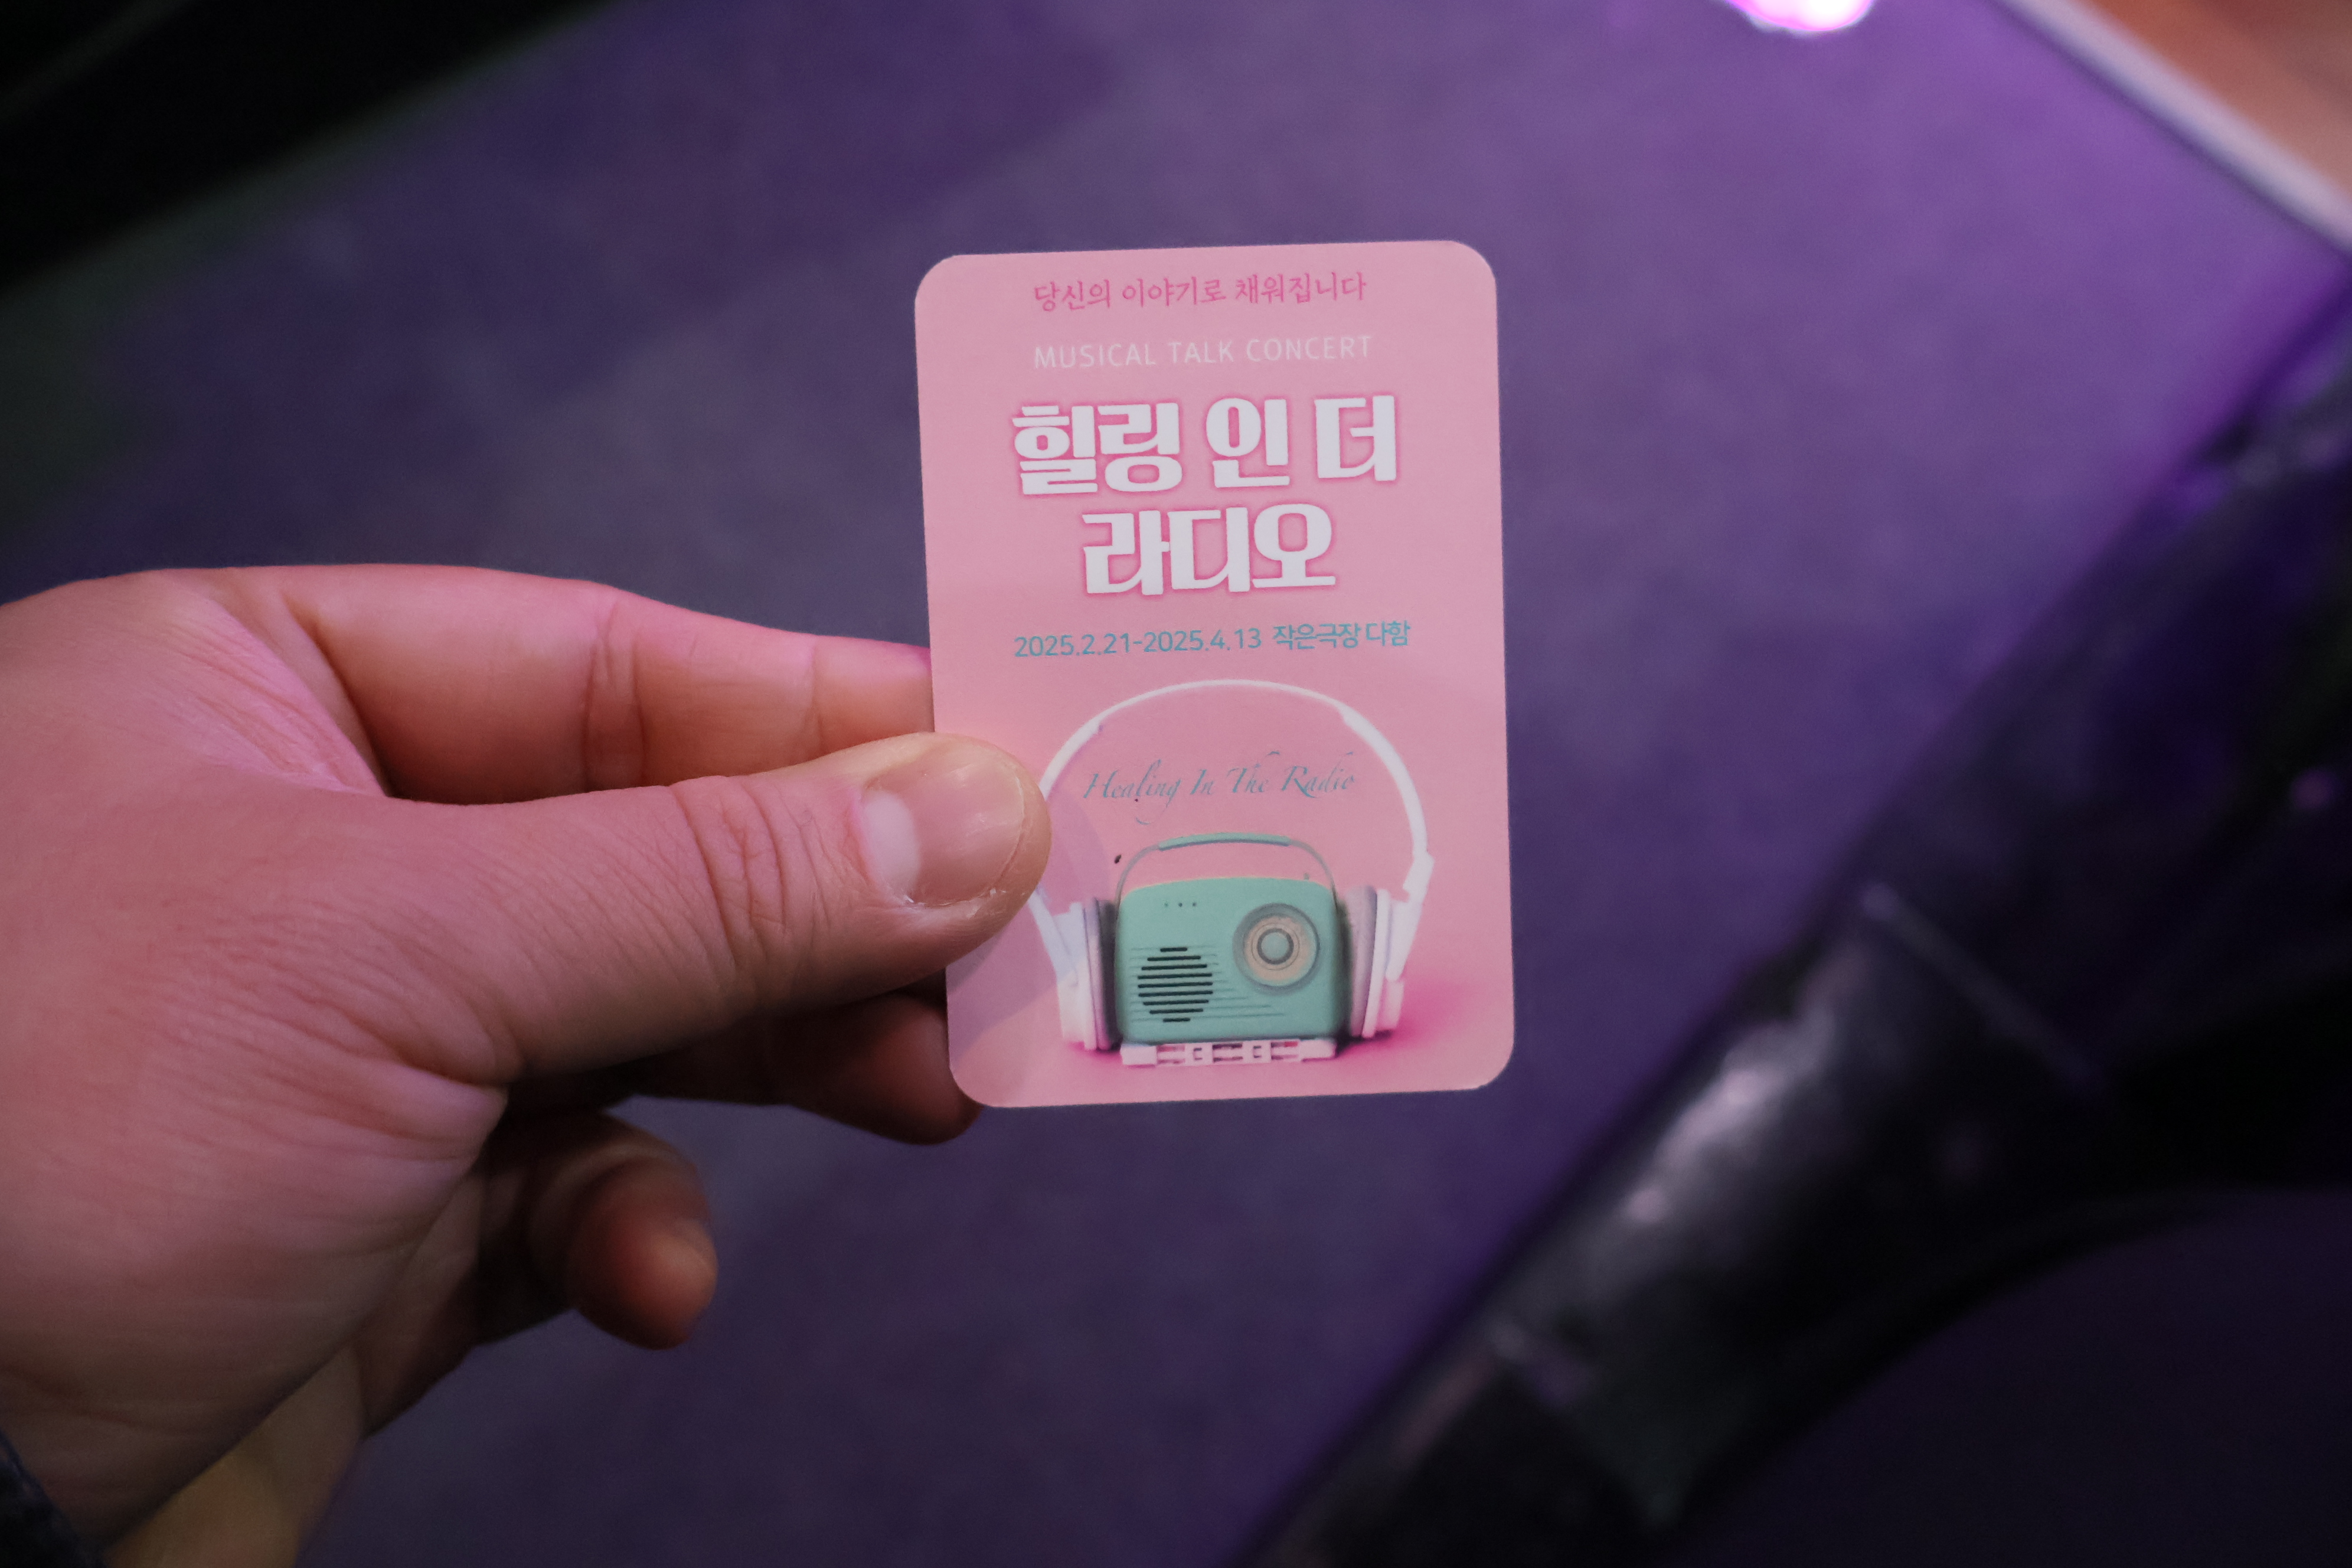 당신의 이야기로 채워집니다
MUSICAL TALK CONCERT
힐링 인 더
라디오
2025.2.21-2025.4.13 작은극장 다함
Healing In The Radio